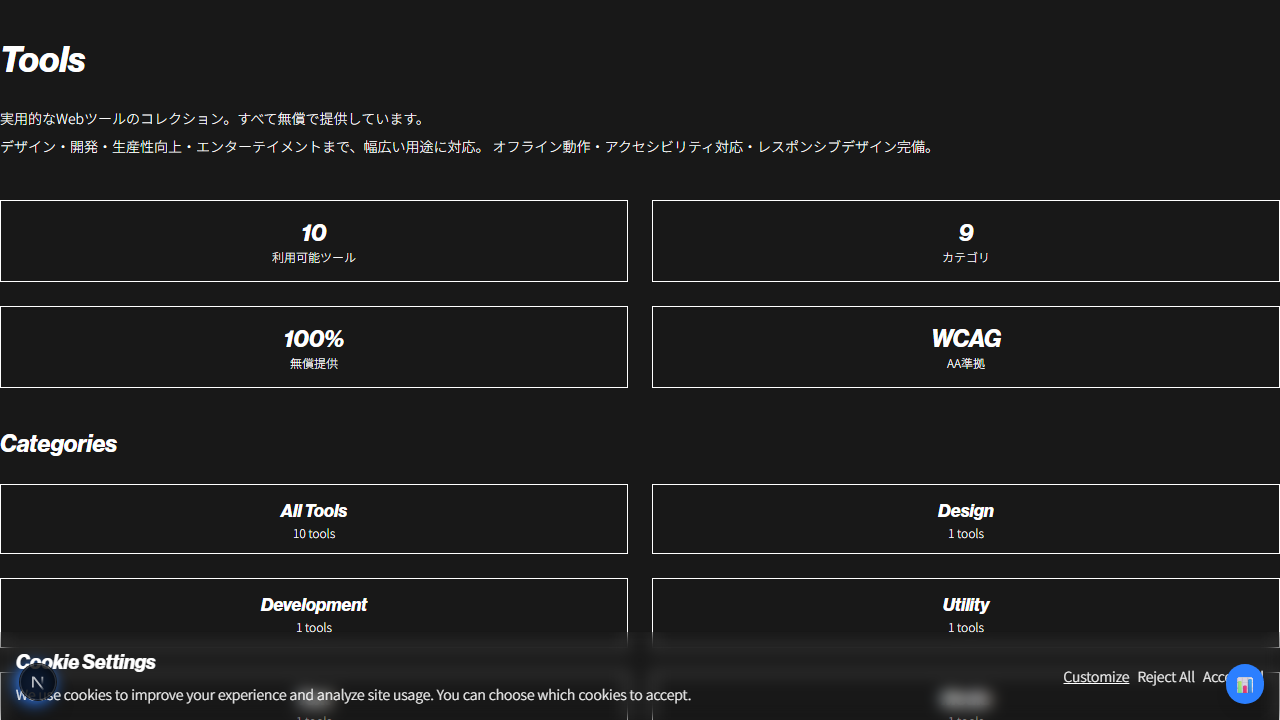 Tools
実用的なWebツールのコレクション。すべて無償で提供しています。
デザイン・開発・生産性向上・エンターテイメントまで、幅広い用途に対応。 オフライン動作・アクセシビリティ対応・レスポンシブデザイン完備。
10
利用可能ツール
9
カテゴリ
100%
無償提供
WCAG
AA準拠
Categories
All Tools
10 tools
Design
1 tools
Development
1 tools
Utility
1 tools
Cookie Settings
We use cookies to improve your experience and analyze site usage. You can choose which cookies to accept.
Customize
Reject All
N
1 tools
1 tools